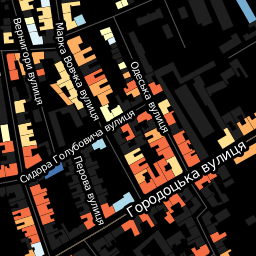 Вернигори вулиця
Марка Вовчка вулиця
Одеська вулиця
Сидора Голубовича вулиця
Перова вулиця
Городоцька вулиця